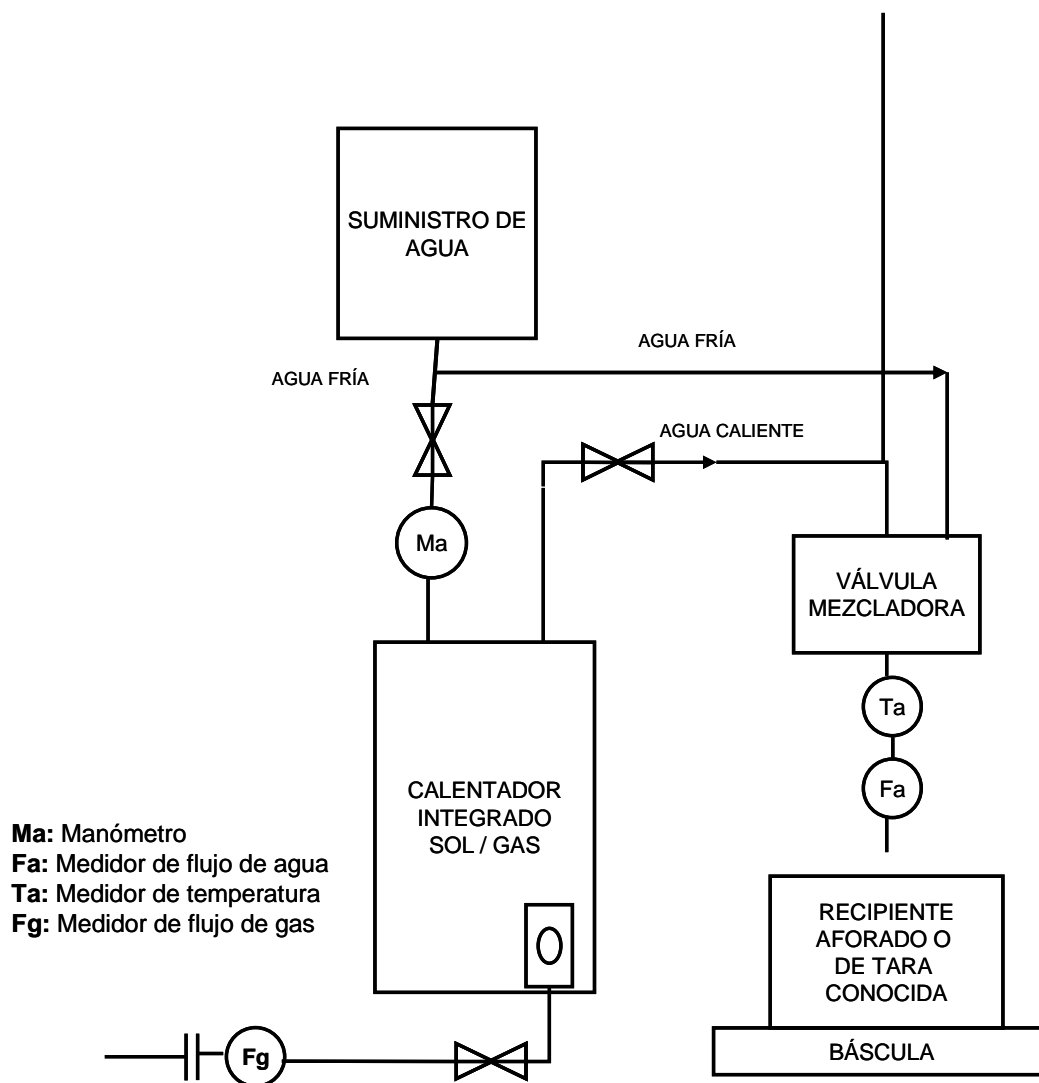 SUMINISTRO DE
AGUA
AGUA FRÍA
AGUA FRÍA
AGUA CALIENTE
Ma
VÁLVULA
MEZCLADORA
Ta
Fa
CALENTADOR
INTEGRADO
SOL / GAS
Ma: Manómetro
Fa: Medidor de flujo de agua
Ta: Medidor de temperatura
Fg: Medidor de flujo de gas
RECIPIENTE
AFORADO O
DE TARA
CONOCIDA
Fg
BÁSCULA